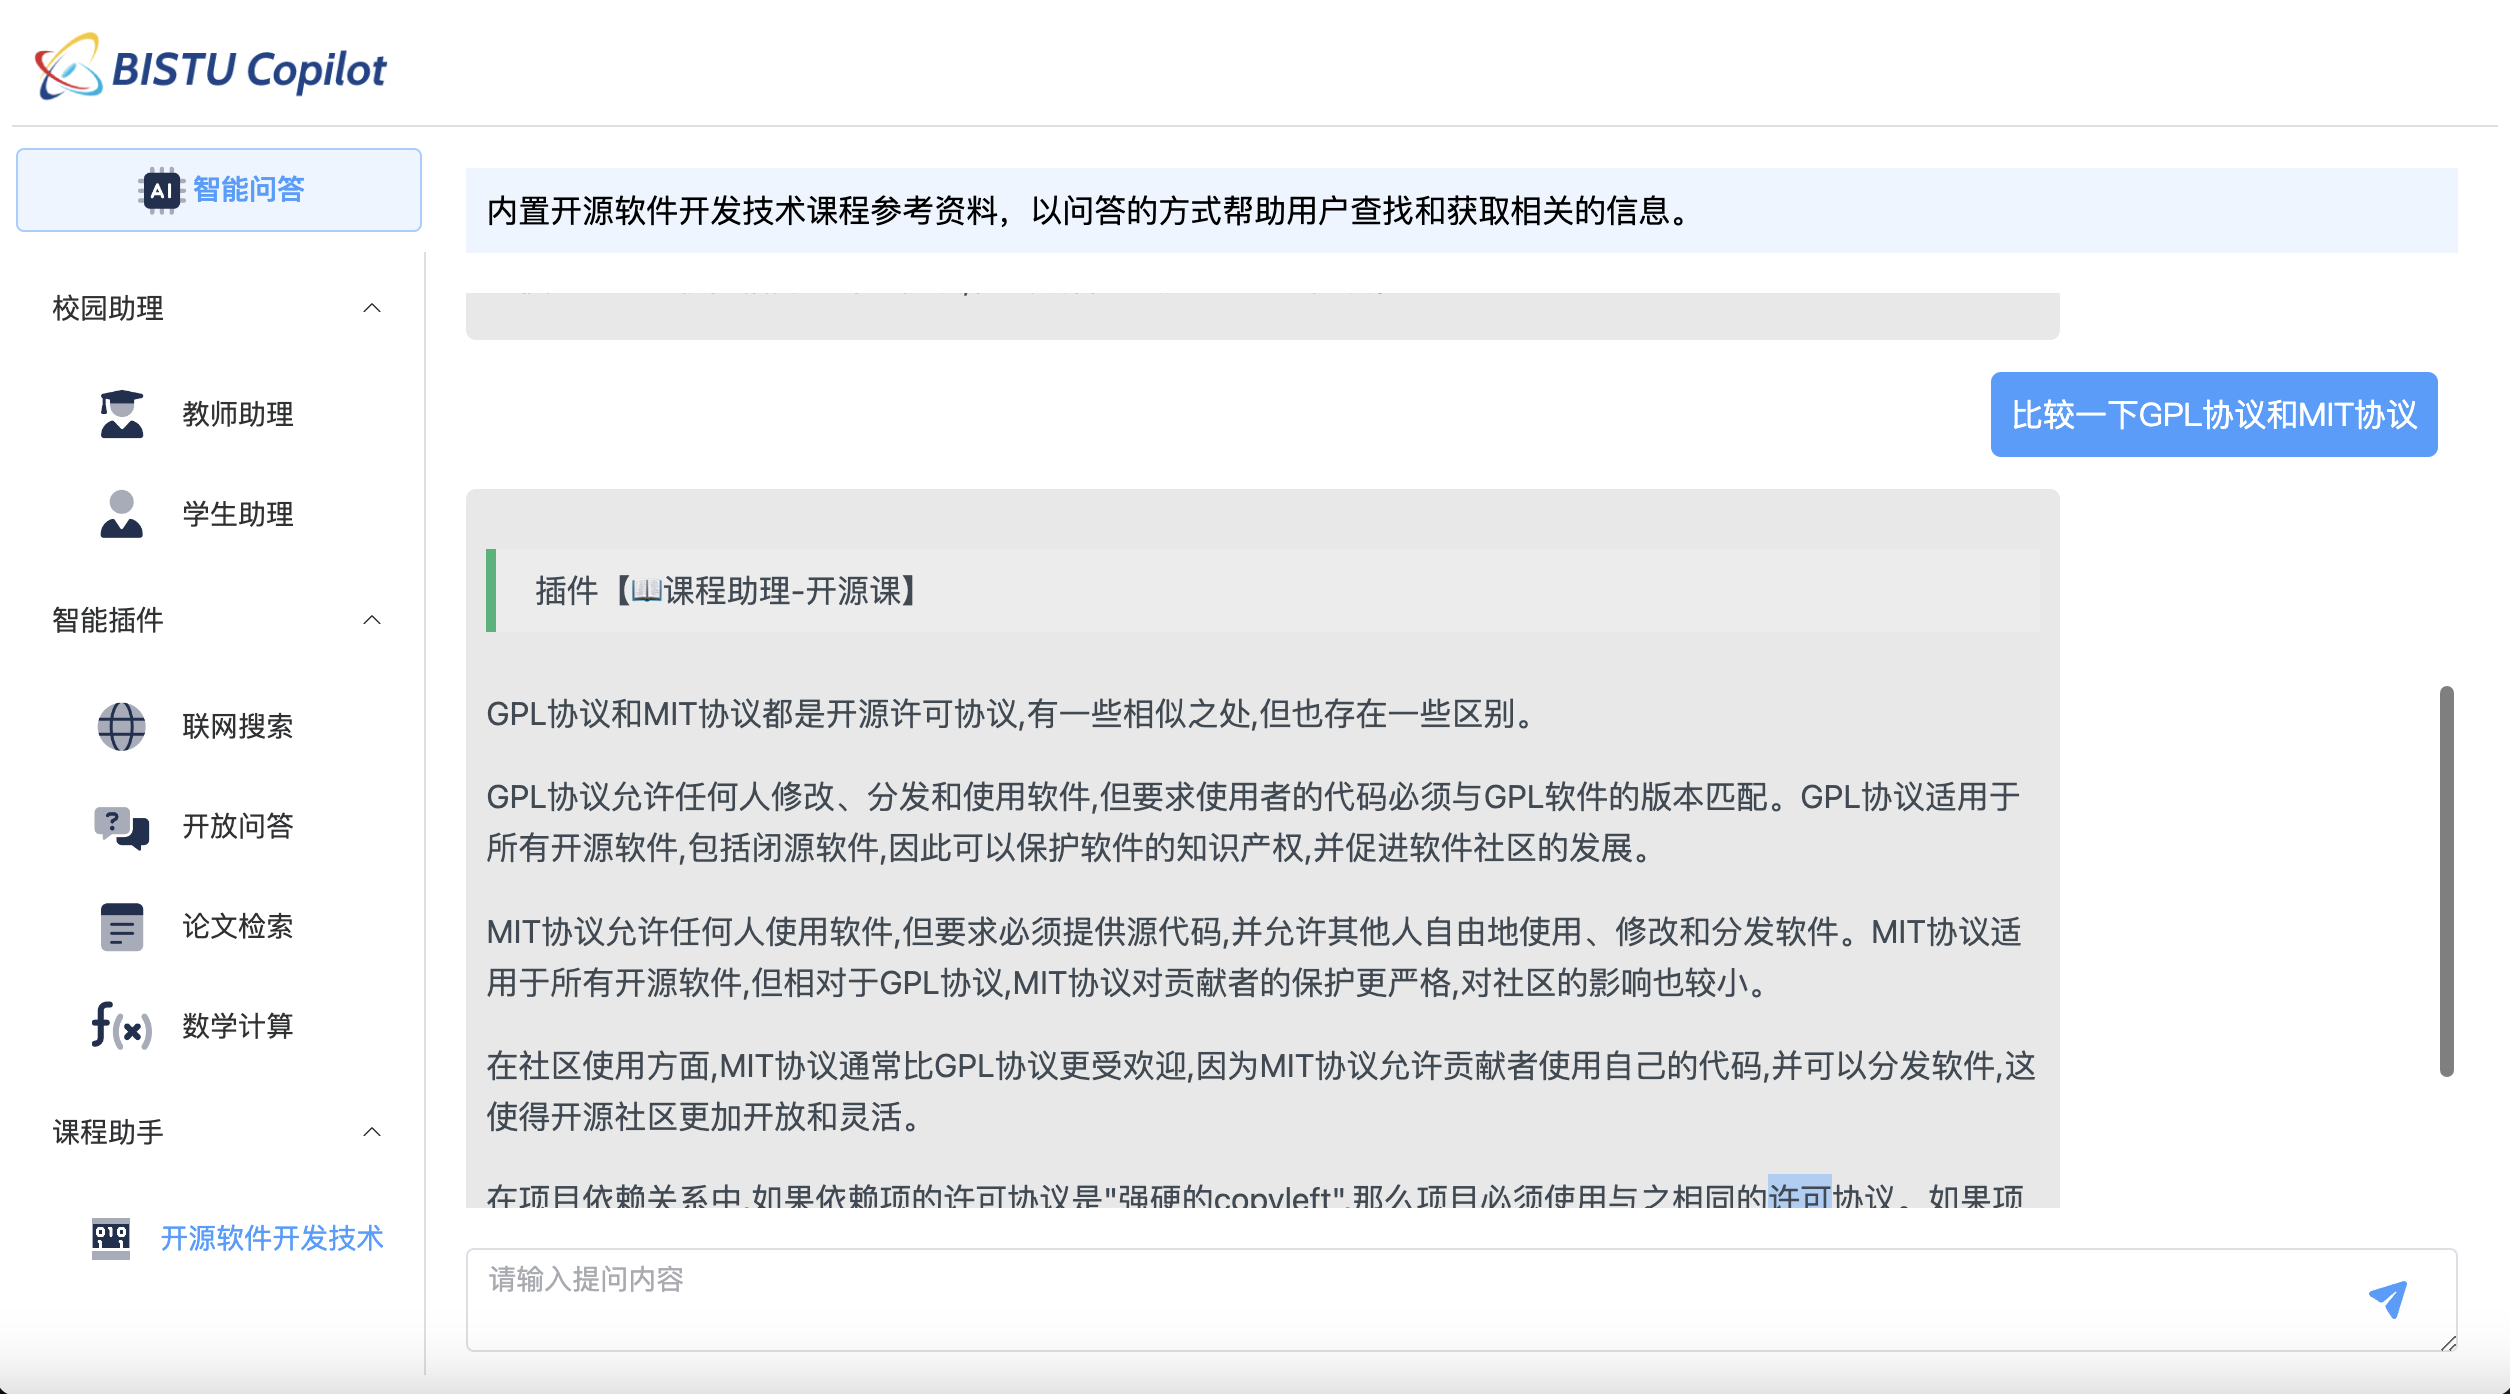 BISTU Copilot
AI 智能问答
校园助理
教师助理
学生助理
智能插件
联网搜索
开放问答
论文检索
f(x) 数学计算
课程助手
开源软件开发技术
内置开源软件开发技术课程参考资料，以问答的方式帮助用户查找和获取相关的信息。
比较一下GPL协议和MIT协议
插件【📖课程助理-开源课】
GPL协议和MIT协议都是开源许可协议,有一些相似之处,但也存在一些区别。
GPL协议允许任何人修改、分发和使用软件,但要求使用者的代码必须与GPL软件的版本匹配。GPL协议适用于
所有开源软件,包括闭源软件,因此可以保护软件的知识产权,并促进软件社区的发展。
MIT协议允许任何人使用软件,但要求必须提供源代码,并允许其他人自由地使用、修改和分发软件。MIT协议适
用于所有开源软件,但相对于GPL协议,MIT协议对贡献者的保护更严格,对社区的影响也较小。
在社区使用方面,MIT协议通常比GPL协议更受欢迎,因为MIT协议允许贡献者使用自己的代码,并可以分发软件,这
使得开源社区更加开放和灵活。
在项目依赖关系中,如果依赖项的许可协议是"强硬的copyleft",那么项目必须使用与之相同的许可协议。如果项
请输入提问内容